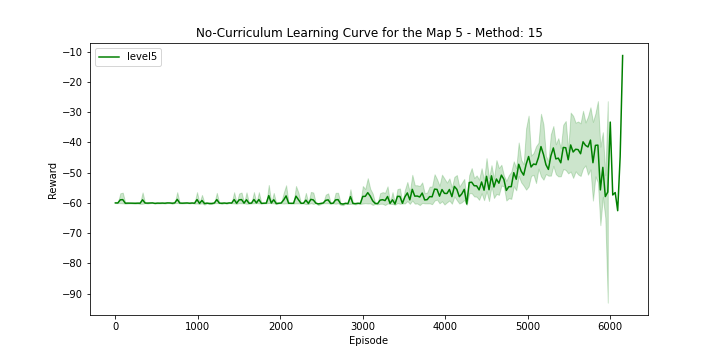 No-Curriculum Learning Curve for the Map 5 - Method: 15
level5
Reward
−10
−20
−30
−40
−50
−60
−70
−80
−90
0 1000 2000 3000 4000 5000 6000
Episode